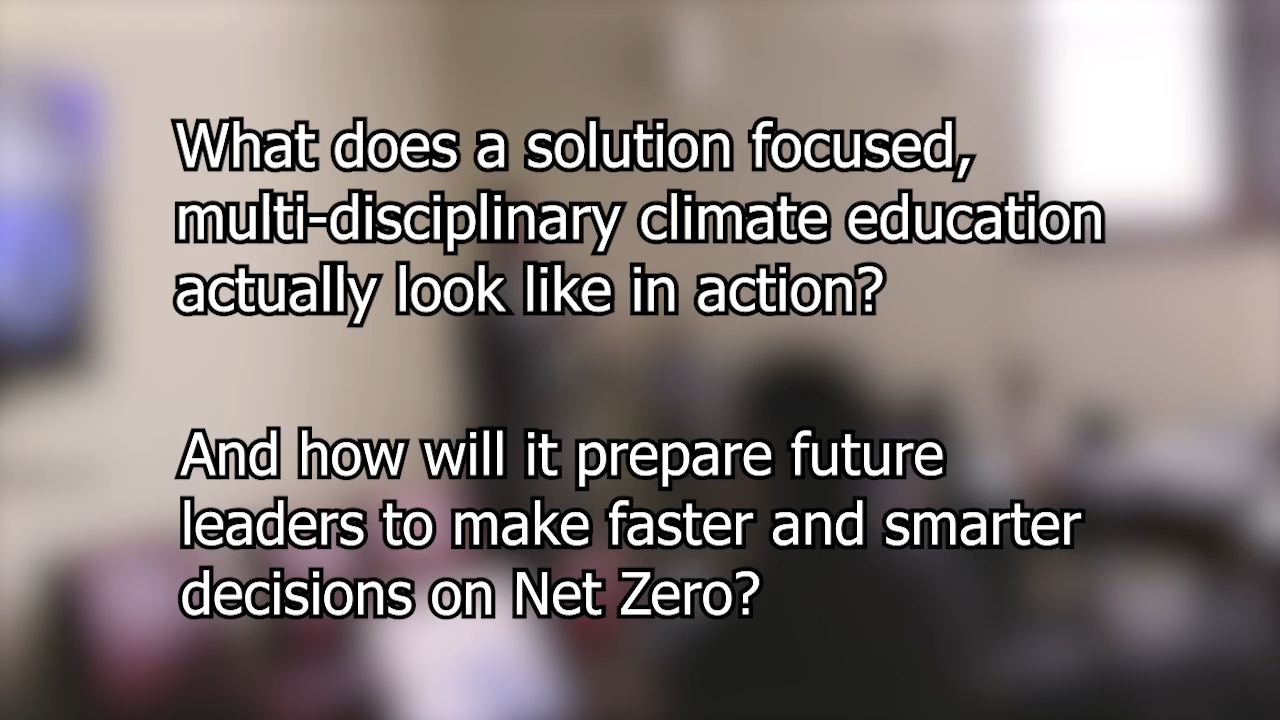 What does a solution focused,
multi-disciplinary climate education
actually look like in action?
And how will it prepare future
leaders to make faster and smarter
decisions on Net Zero?